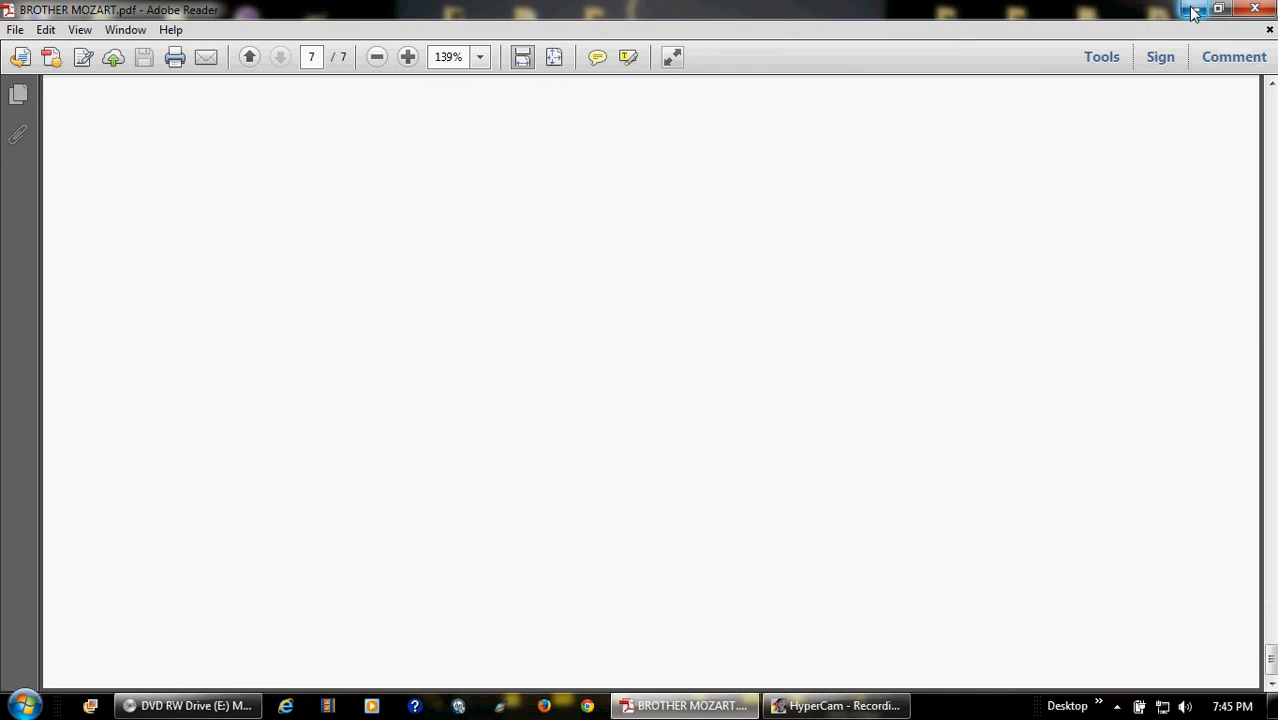 BROTHER MOZART.pdf - Adobe Reader
File Edit View Window Help
7 / 7 139% Tools Sign Comment
DVD RW Drive (E:) M... BROTHER MOZART.... HyperCam - Recordi... Desktop » 7:45 PM